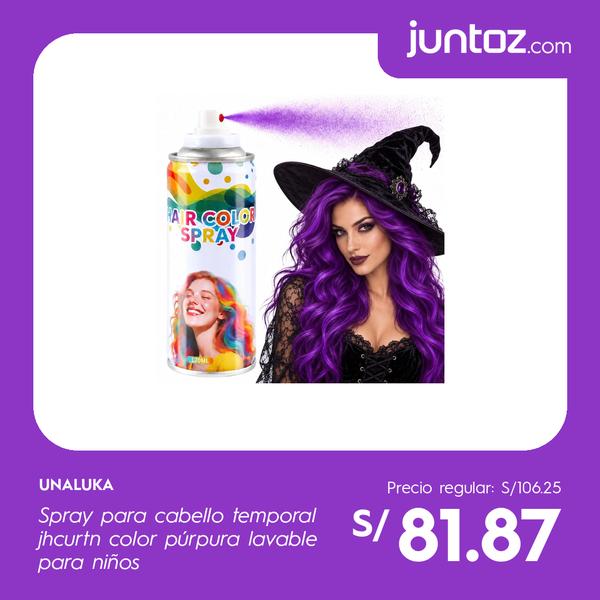 juntoz.com
HAIR COLOR
SPRAY
120ML
UNALUKA
Spray para cabello temporal
jhcurtn color púrpura lavable
para niños
Precio regular: S/106.25
S/81.87